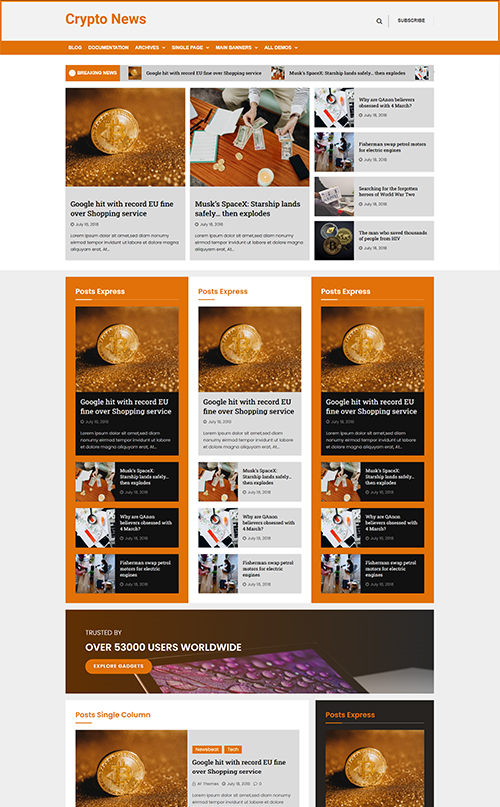 Crypto News
SUBSCRIBE
BLOG DOCUMENTATION ARCHIVES SINGLE PAGE MAIN BANNERS ALL DEMOS
BREAKING NEWS
Google hit with record EU fine over Shopping service
Musk's SpaceX: Starship lands safely... then explodes
Google hit with record EU fine
over Shopping service
July 18, 2018
Lorem ipsum dolor sit amet,sed diam nonumy
eirmod tempor invidunt ut labore et dolore magna
aliquyam erat, At...
Musk's SpaceX: Starship lands
safely... then explodes
July 18, 2018
Lorem ipsum dolor sit amet,sed diam nonumy
eirmod tempor invidunt ut labore et dolore magna
aliquyam erat, At...
Why are QAnon believers
obsessed with 4 March?
July 18, 2018
Fisherman swap petrol motors
for electric engines
July 18, 2018
Searching for the forgotten
heroes of World War Two
July 18, 2018
The man who saved thousands
of people from HIV
July 18, 2018
Posts Express
Google hit with record EU
fine over Shopping service
July 18, 2018
Lorem ipsum dolor sit amet,sed diam
nonumy eirmod tempor invidunt ut labore
et dolore magna aliquyam erat, At...
Musk's SpaceX:
Starship lands safely...
then explodes
July 18, 2018
Why are QAnon
believers obsessed with
4 March?
July 18, 2018
Fisherman swap petrol
motors for electric
engines
July 18, 2018
Posts Express
Google hit with record EU
fine over Shopping service
July 18, 2018
Lorem ipsum dolor sit amet,sed diam
nonumy eirmod tempor invidunt ut labore
et dolore magna aliquyam erat, At...
Musk's SpaceX:
Starship lands safely...
then explodes
July 18, 2018
Why are QAnon
believers obsessed with
4 March?
July 18, 2018
Fisherman swap petrol
motors for electric
engines
July 18, 2018
Posts Express
Google hit with record EU
fine over Shopping service
July 18, 2018
Lorem ipsum dolor sit amet,sed diam
nonumy eirmod tempor invidunt ut labore
et dolore magna aliquyam erat, At...
Musk's SpaceX:
Starship lands safely...
then explodes
July 18, 2018
Why are QAnon
believers obsessed with
4 March?
July 18, 2018
Fisherman swap petrol
motors for electric
engines
July 18, 2018
TRUSTED BY
OVER 53000 USERS WORLDWIDE
EXPLORE GADGETS
Posts Single Column
Newsbeat Tech
Google hit with record EU fine
over Shopping service
AF Themes July 18, 2018 0
Lorem ipsum dolor sit amet,sed diam
Posts Express